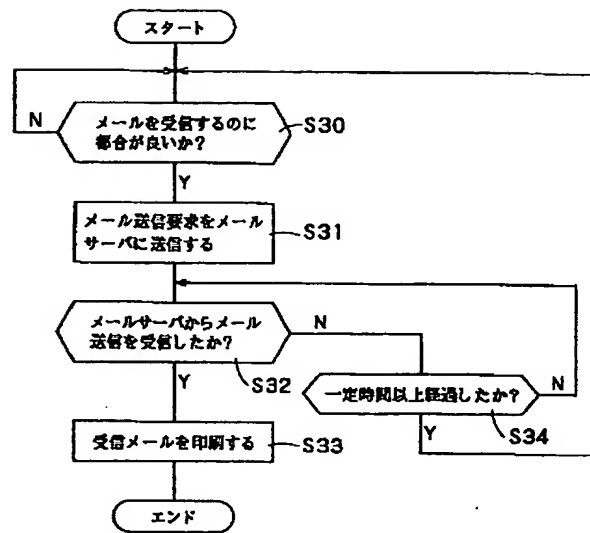 スタート
N
メールを受信するのに
都合が良いか?
S30
Y
メール送信要求をメール
サーバに送信する
S31
メールサーバからメール
送信を受信したか?
N
S32
Y
一定時間以上経過したか?
N
S34
Y
受信メールを印刷する
S33
エンド